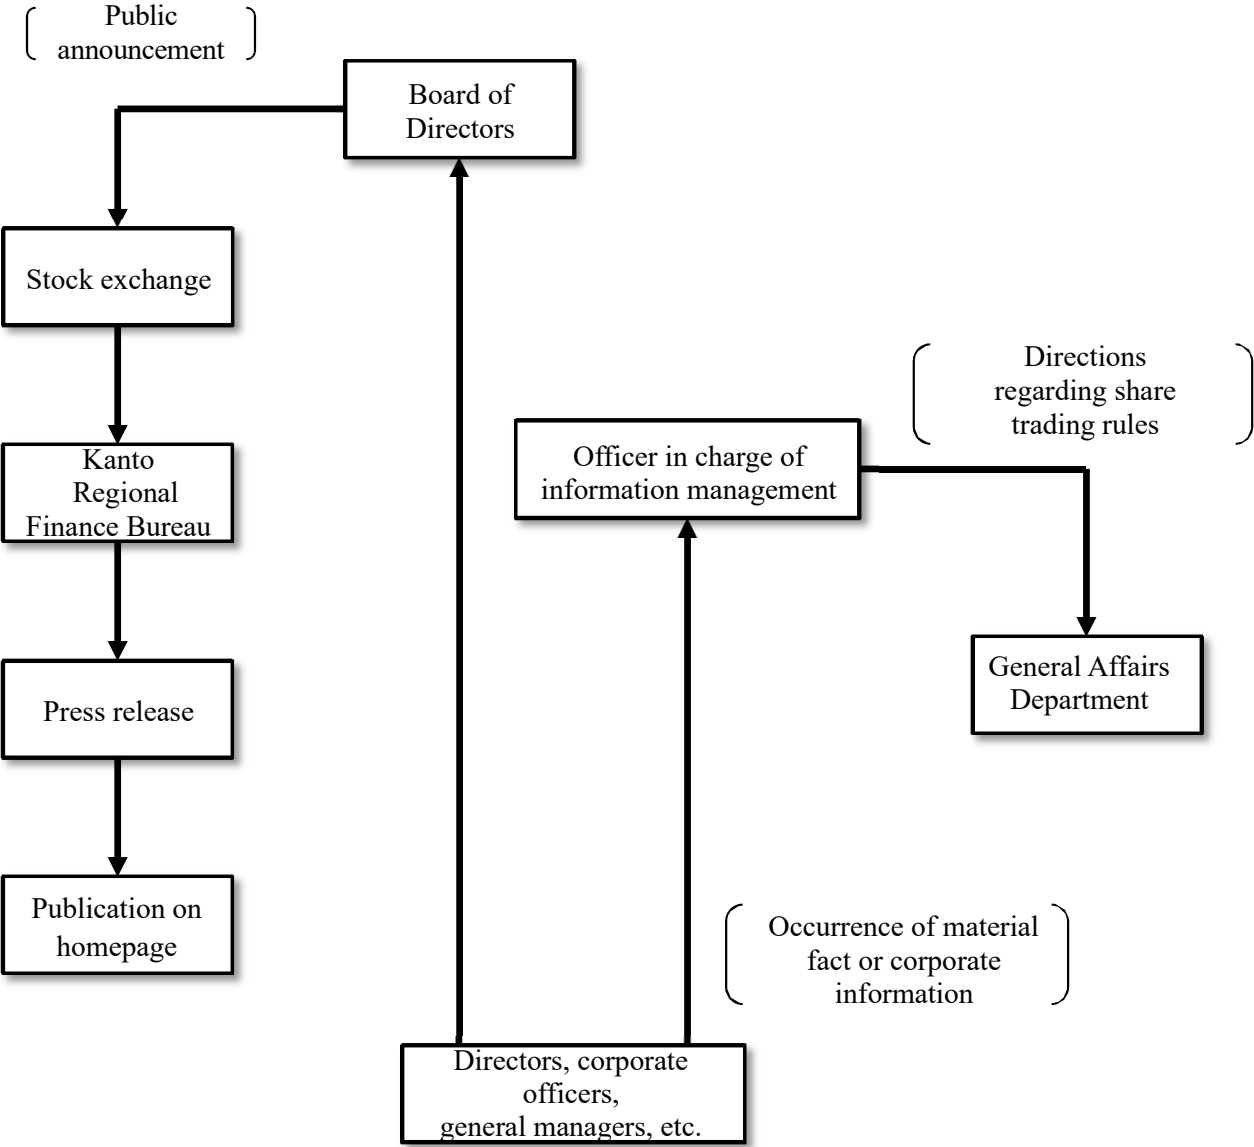 Public
announcement
Board of
Directors
Stock exchange
Directions
regarding share
trading rules
Kanto
Regional
Finance Bureau
Officer in charge of
information management
General Affairs
Department
Press release
Publication on
homepage
Occurrence of material
fact or corporate
information
Directors, corporate
officers,
general managers, etc.